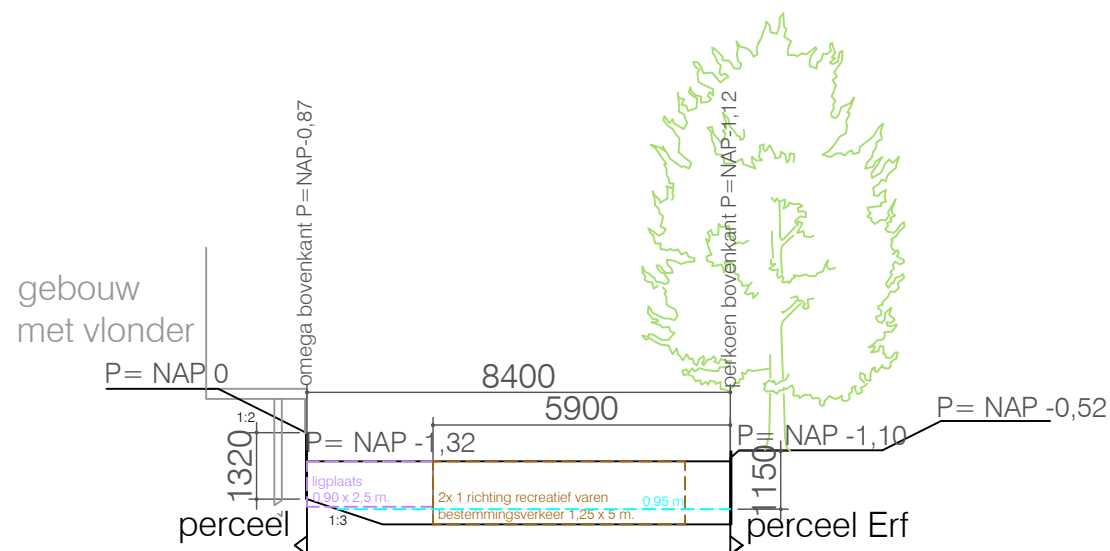 omega bovenkant P=NAP-0,87
perkoen bovenkant P=NAP-1,12
gebouw
met vlonder
P= NAP 0
8400
5900
P= NAP -0,52
1:2
P= NAP -1,32
P= NAP -1,10
1320
1150
ligplaats
0.90 x 2,5 m.
2x 1 richting recreatief varen
bestemmingsverkeer 1,25 x 5 m.
0.95 m
1:3
perceel
perceel Erf